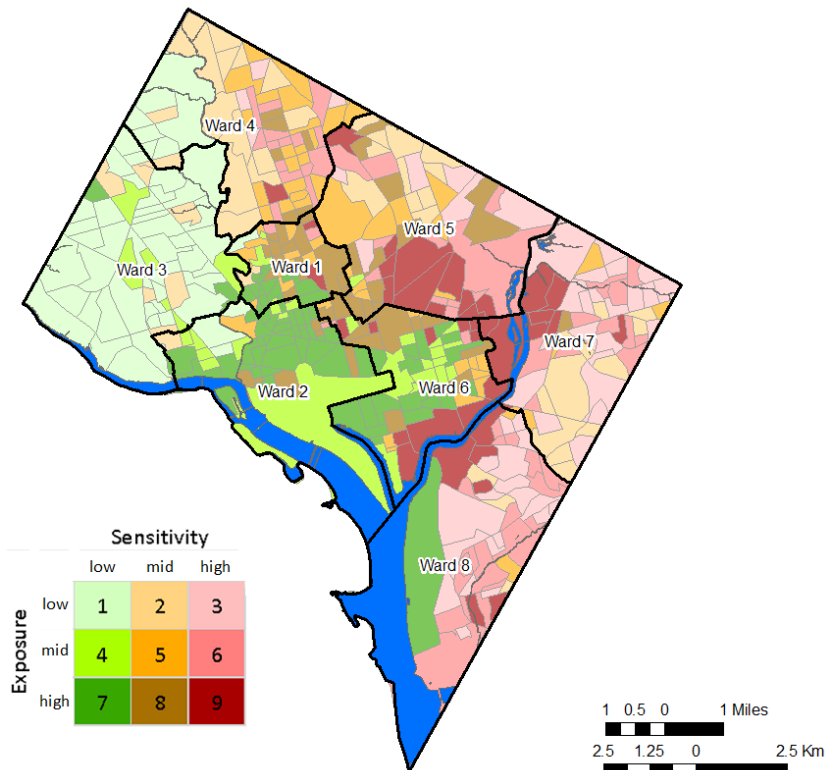 Ward 4
Ward 5
Ward 3
Ward 1
Ward 7
Ward 2
Ward 6
Ward 8
Sensitivity
low mid high
Exposure
low 1 2 3
mid 4 5 6
high 7 8 9
1 0.5 0 1 Miles
2.5 1.25 0 2.5 Km